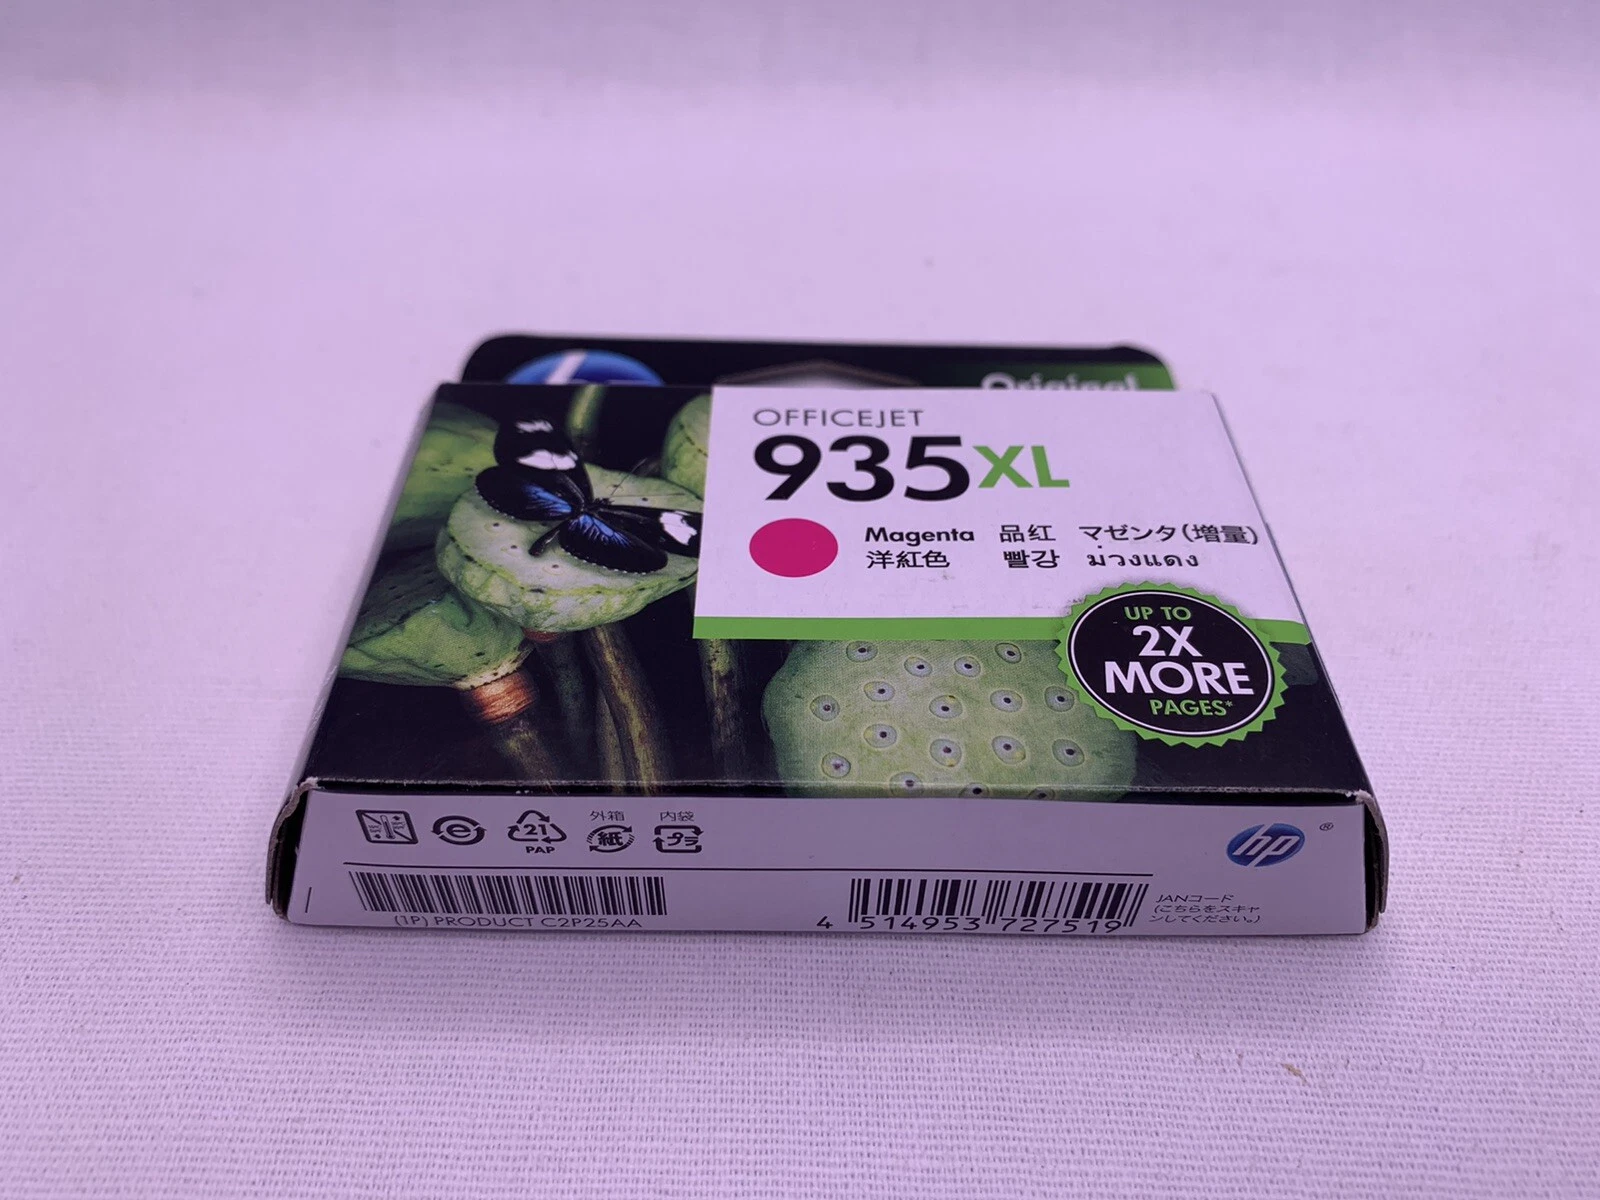 Original
OFFICEJET
935XL
Magenta 品红 マゼンタ(増量)
洋紅色 빨강 ม่วงแดง
UP TO
2X
MORE
PAGES*
外箱 内袋
21 紙 プラ
PAP
hp ®
(1P) PRODUCT C2P25AA
4 514953 727519
JANコード
(こちらをスキャ
ンしてください。)